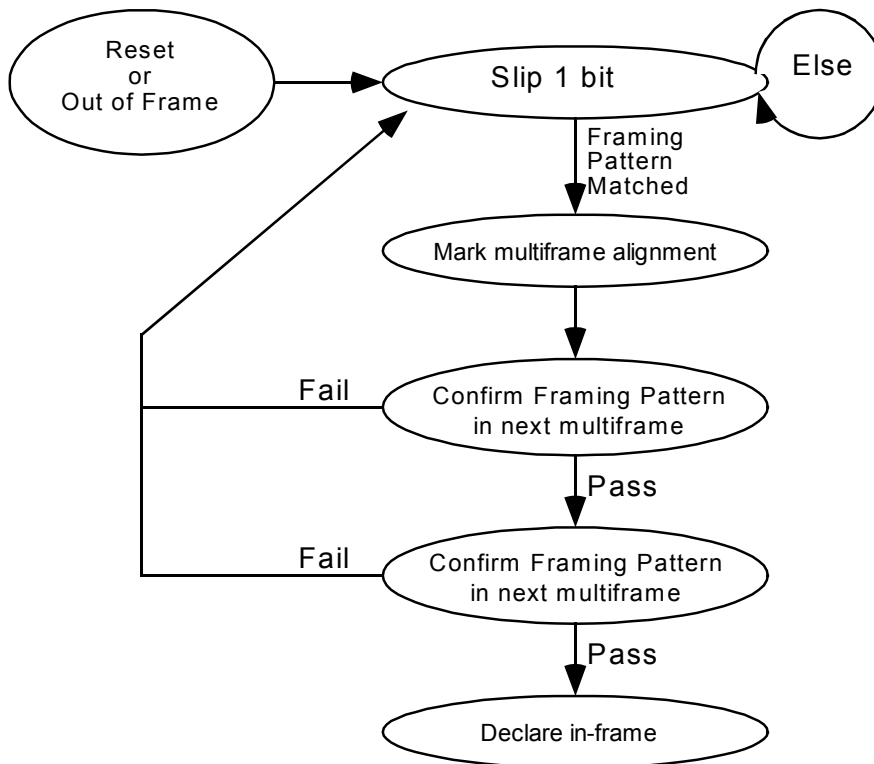 Reset
or
Out of Frame
Slip 1 bit
Else
Framing
Pattern
Matched
Mark multiframe alignment
Fail
Confirm Framing Pattern
in next multiframe
Pass
Fail
Confirm Framing Pattern
in next multiframe
Pass
Declare in-frame